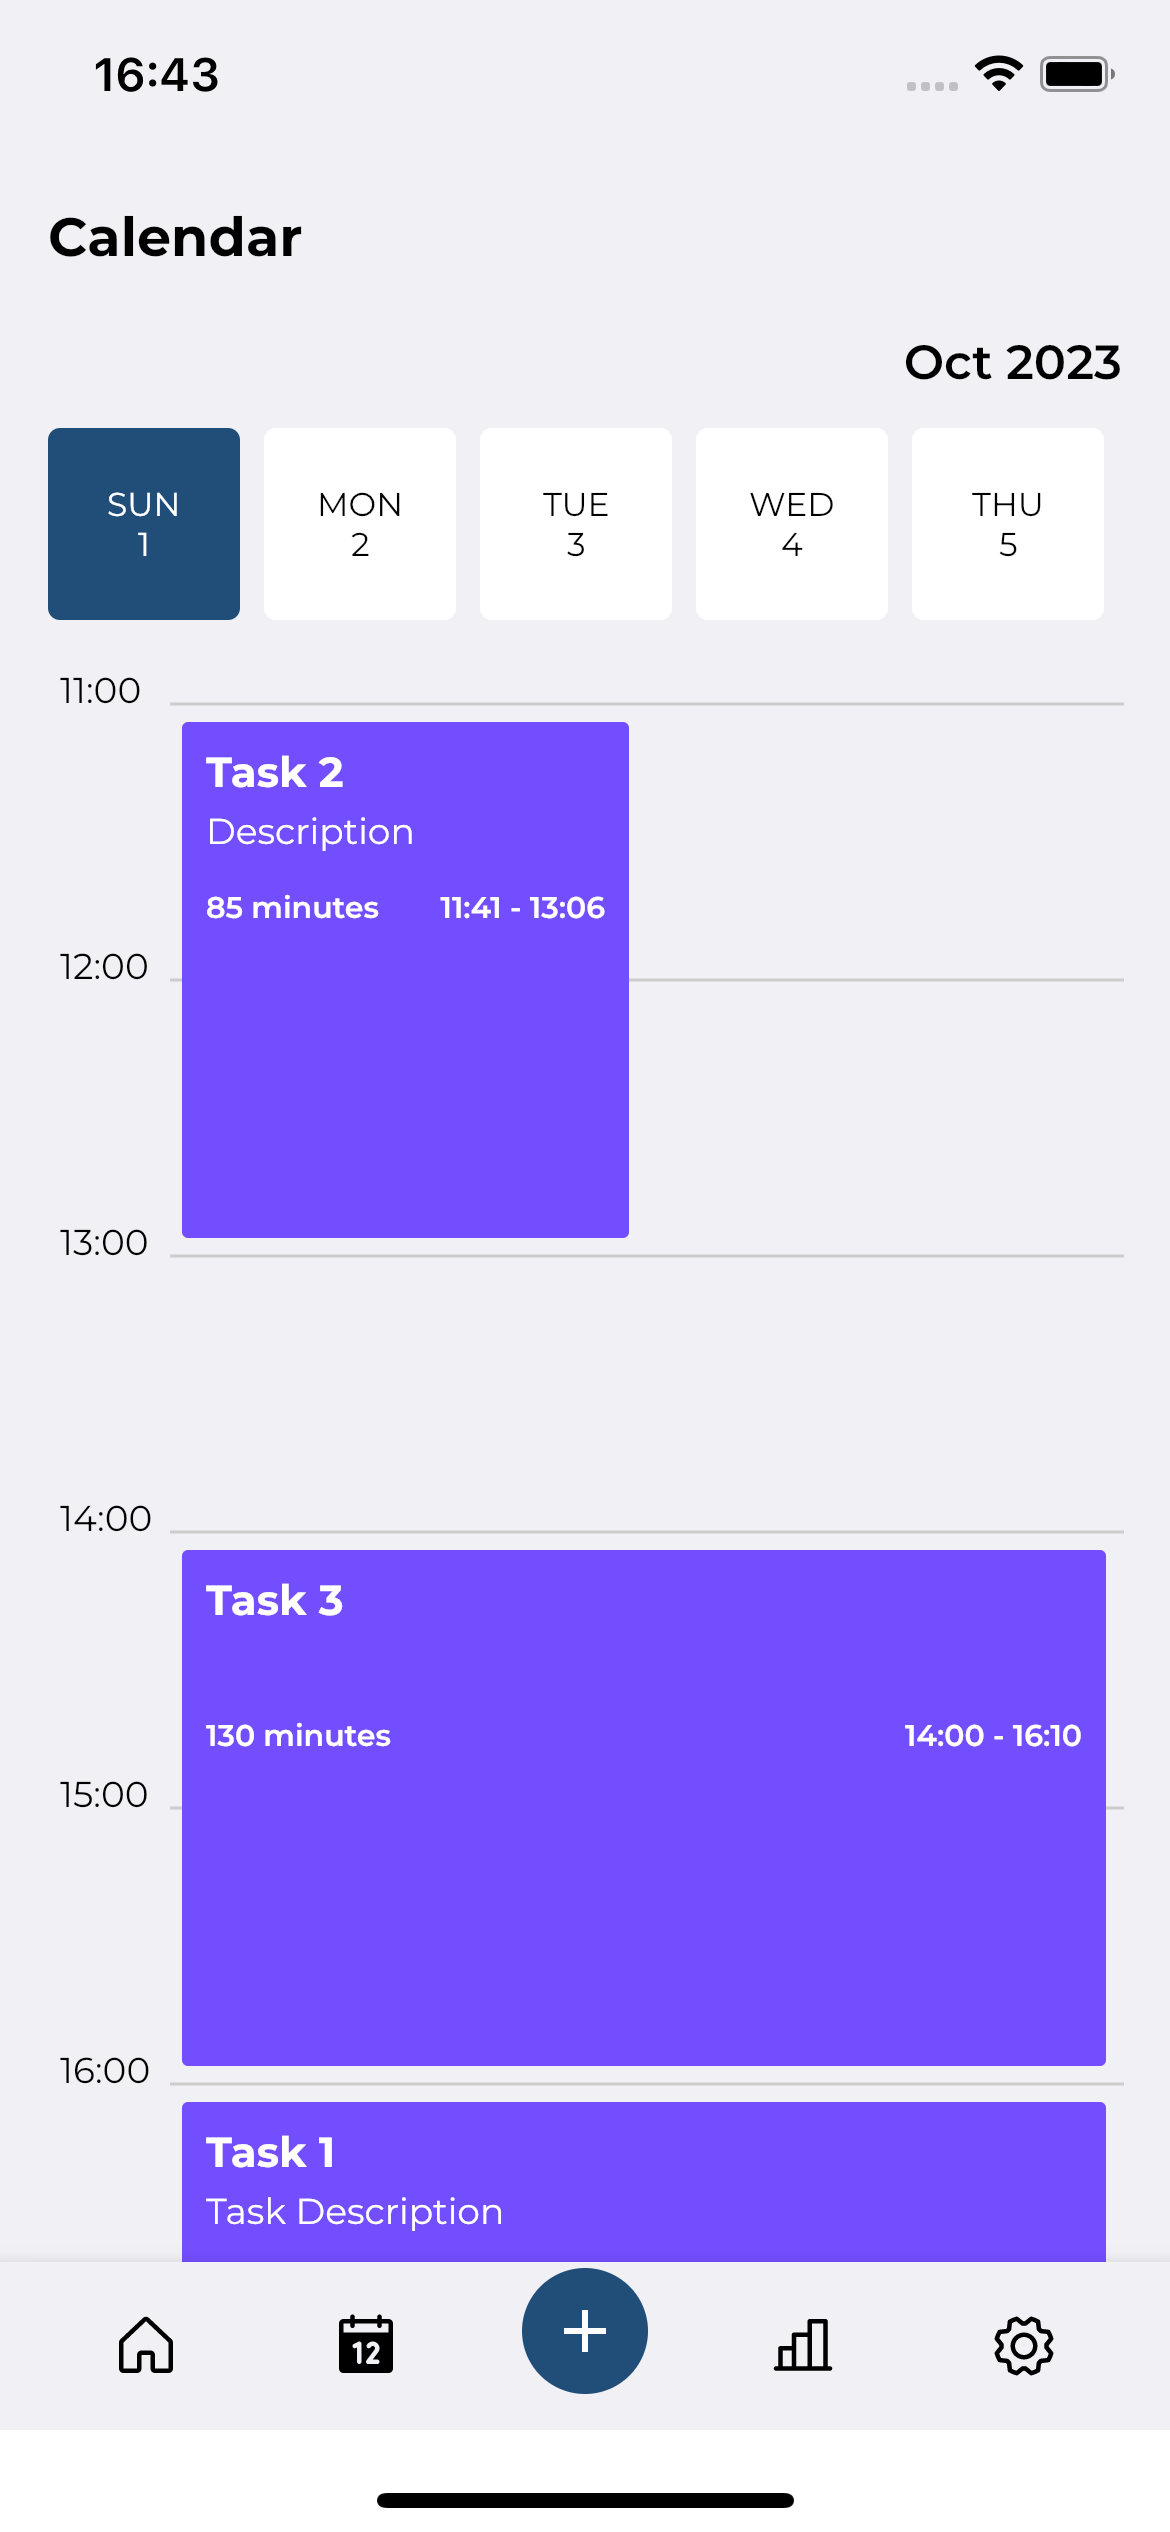 16:43
Calendar
Oct 2023
SUN MON TUE WED THU
1 2 3 4 5
11:00
Task 2
Description
85 minutes 11:41 - 13:06
12:00
13:00
14:00
Task 3
130 minutes 14:00 - 16:10
15:00
16:00
Task 1
Task Description
12